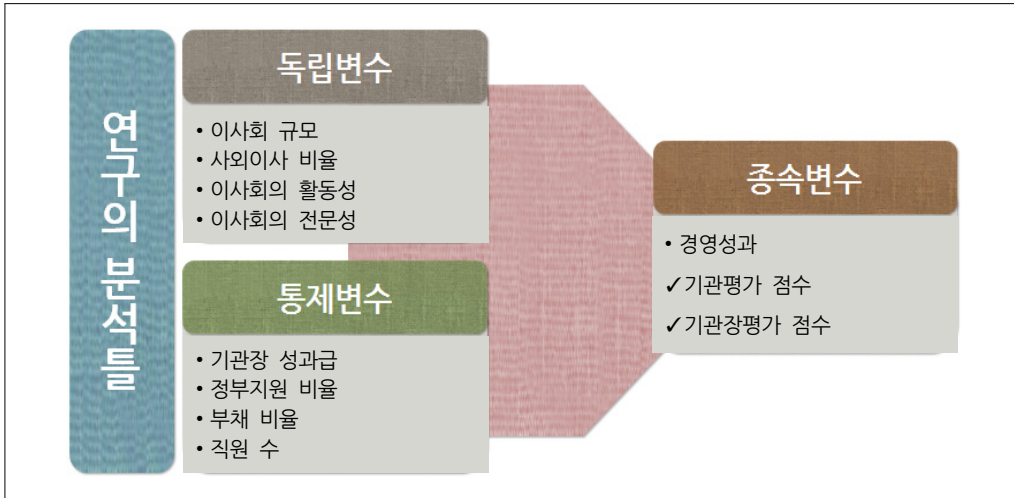 연구의 분석틀
독립변수
• 이사회 규모
• 사외이사 비율
• 이사회의 활동성
• 이사회의 전문성
통제변수
• 기관장 성과급
• 정부지원 비율
• 부채 비율
• 직원 수
종속변수
• 경영성과
✓기관평가 점수
✓기관장평가 점수